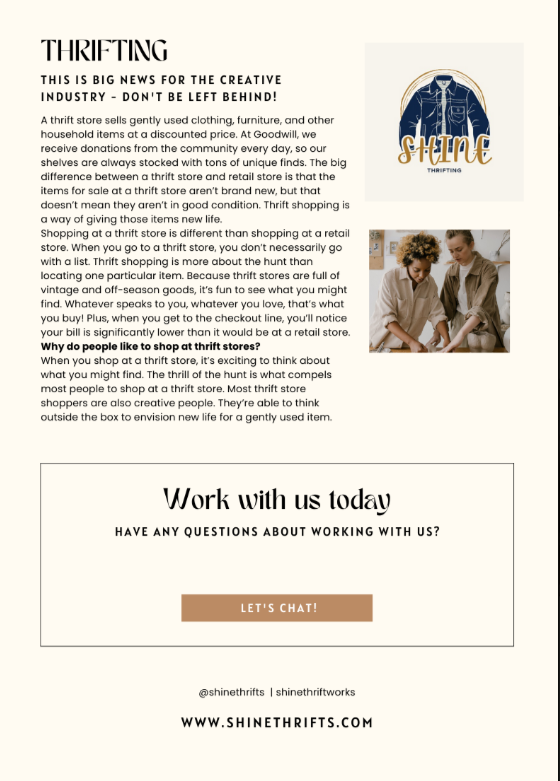 THRIFTING
THIS IS BIG NEWS FOR THE CREATIVE
INDUSTRY - DON'T BE LEFT BEHIND!
A thrift store sells gently used clothing, furniture, and other
household items at a discounted price. At Goodwill, we
receive donations from the community every day, so our
shelves are always stocked with tons of unique finds. The big
difference between a thrift store and retail store is that the
items for sale at a thrift store aren't brand new, but that
doesn't mean they aren't in good condition. Thrift shopping is
a way of giving those items new life.
Shopping at a thrift store is different than shopping at a retail
store. When you go to a thrift store, you don't necessarily go
with a list. Thrift shopping is more about the hunt than
locating one particular item. Because thrift stores are full of
vintage and off-season goods, it's fun to see what you might
find. Whatever speaks to you, whatever you love, that's what
you buy! Plus, when you get to the checkout line, you'll notice
your bill is significantly lower than it would be at a retail store.
Why do people like to shop at thrift stores?
When you shop at a thrift store, it's exciting to think about
what you might find. The thrill of the hunt is what compels
most people to shop at a thrift store. Most thrift store
shoppers are also creative people. They're able to think
outside the box to envision new life for a gently used item.
SHINE
THRIFTING
Work with us today
HAVE ANY QUESTIONS ABOUT WORKING WITH US?
LET'S CHAT!
@shinethrifts | shinethriftworks
WWW.SHINETHRIFTS.COM